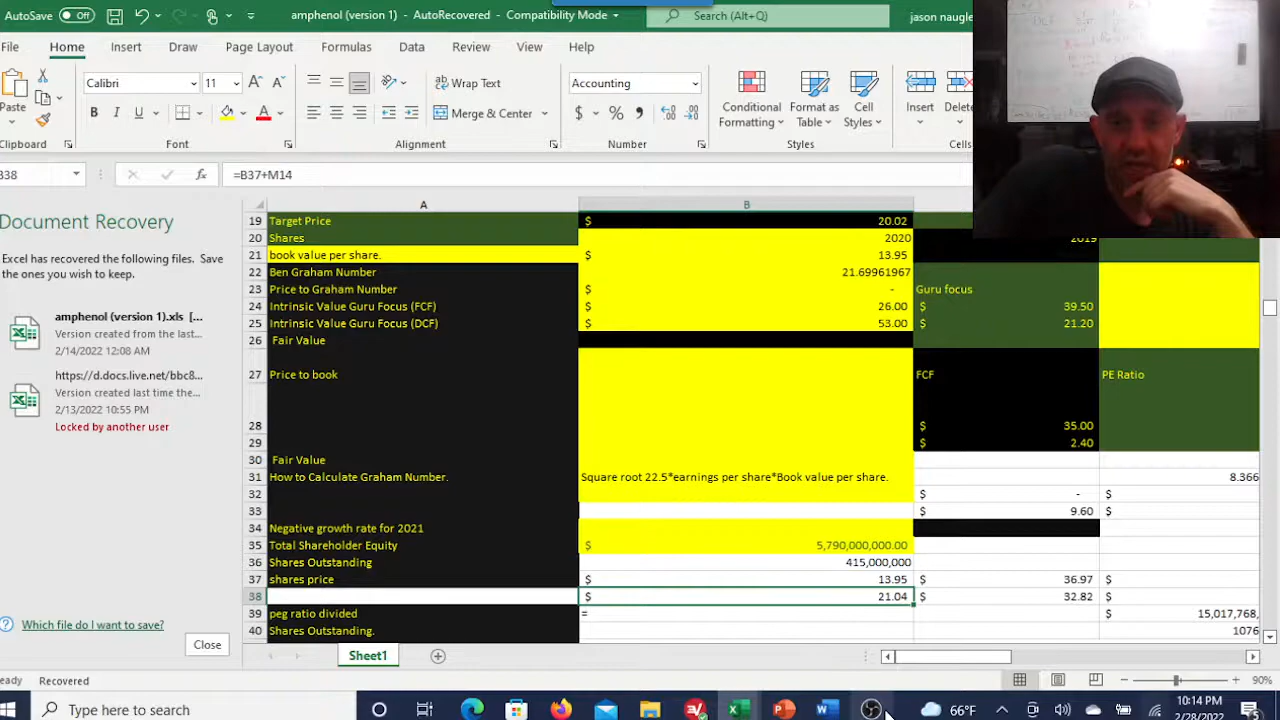 AutoSave Off amphenol (version 1) - AutoRecovered - Compatibility Mode Search (Alt+Q) jason naugle
File Home Insert Draw Page Layout Formulas Data Review View Help
Paste Calibri 11 Wrap Text Accounting Conditional Formatting Format as Table Cell Styles Insert Delete
B I U Merge & Center $ %
Clipboard Font Alignment Number Styles Cells
B38 fx =B37+M14
Document Recovery
Excel has recovered the following files. Save the ones you wish to keep.
amphenol (version 1).xls [...
Version created from the last...
2/14/2022 12:08 AM
https://d.docs.live.net/bbc8...
Version created last time the...
2/13/2022 10:55 PM
Locked by another user
Which file do I want to save?
Close
A B
19 Target Price $ 20.02
20 Shares 2020 2019
21 book value per share. $ 13.95
22 Ben Graham Number 21.69961967
23 Price to Graham Number $ - Guru focus
24 Intrinsic Value Guru Focus (FCF) $ 26.00 $ 39.50
25 Intrinsic Value Guru Focus (DCF) $ 53.00 $ 21.20
26 Fair Value
27 Price to book FCF PE Ratio
28 $ 35.00
29 $ 2.40
30 Fair Value
31 How to Calculate Graham Number. Square root 22.5*earnings per share*Book value per share. 8.366
32 $ - $
33 $ 9.60 $
34 Negative growth rate for 2021
35 Total Shareholder Equity $ 5,790,000,000.00
36 Shares Outstanding 415,000,000
37 shares price $ 13.95 $ 36.97 $
38 $ 21.04 $ 32.82 $
39 peg ratio divided = $ 15,017,768,
40 Shares Outstanding. 1076
Sheet1
Ready Recovered 90%
Type here to search 66°F 10:14 PM
2/28/2022 5